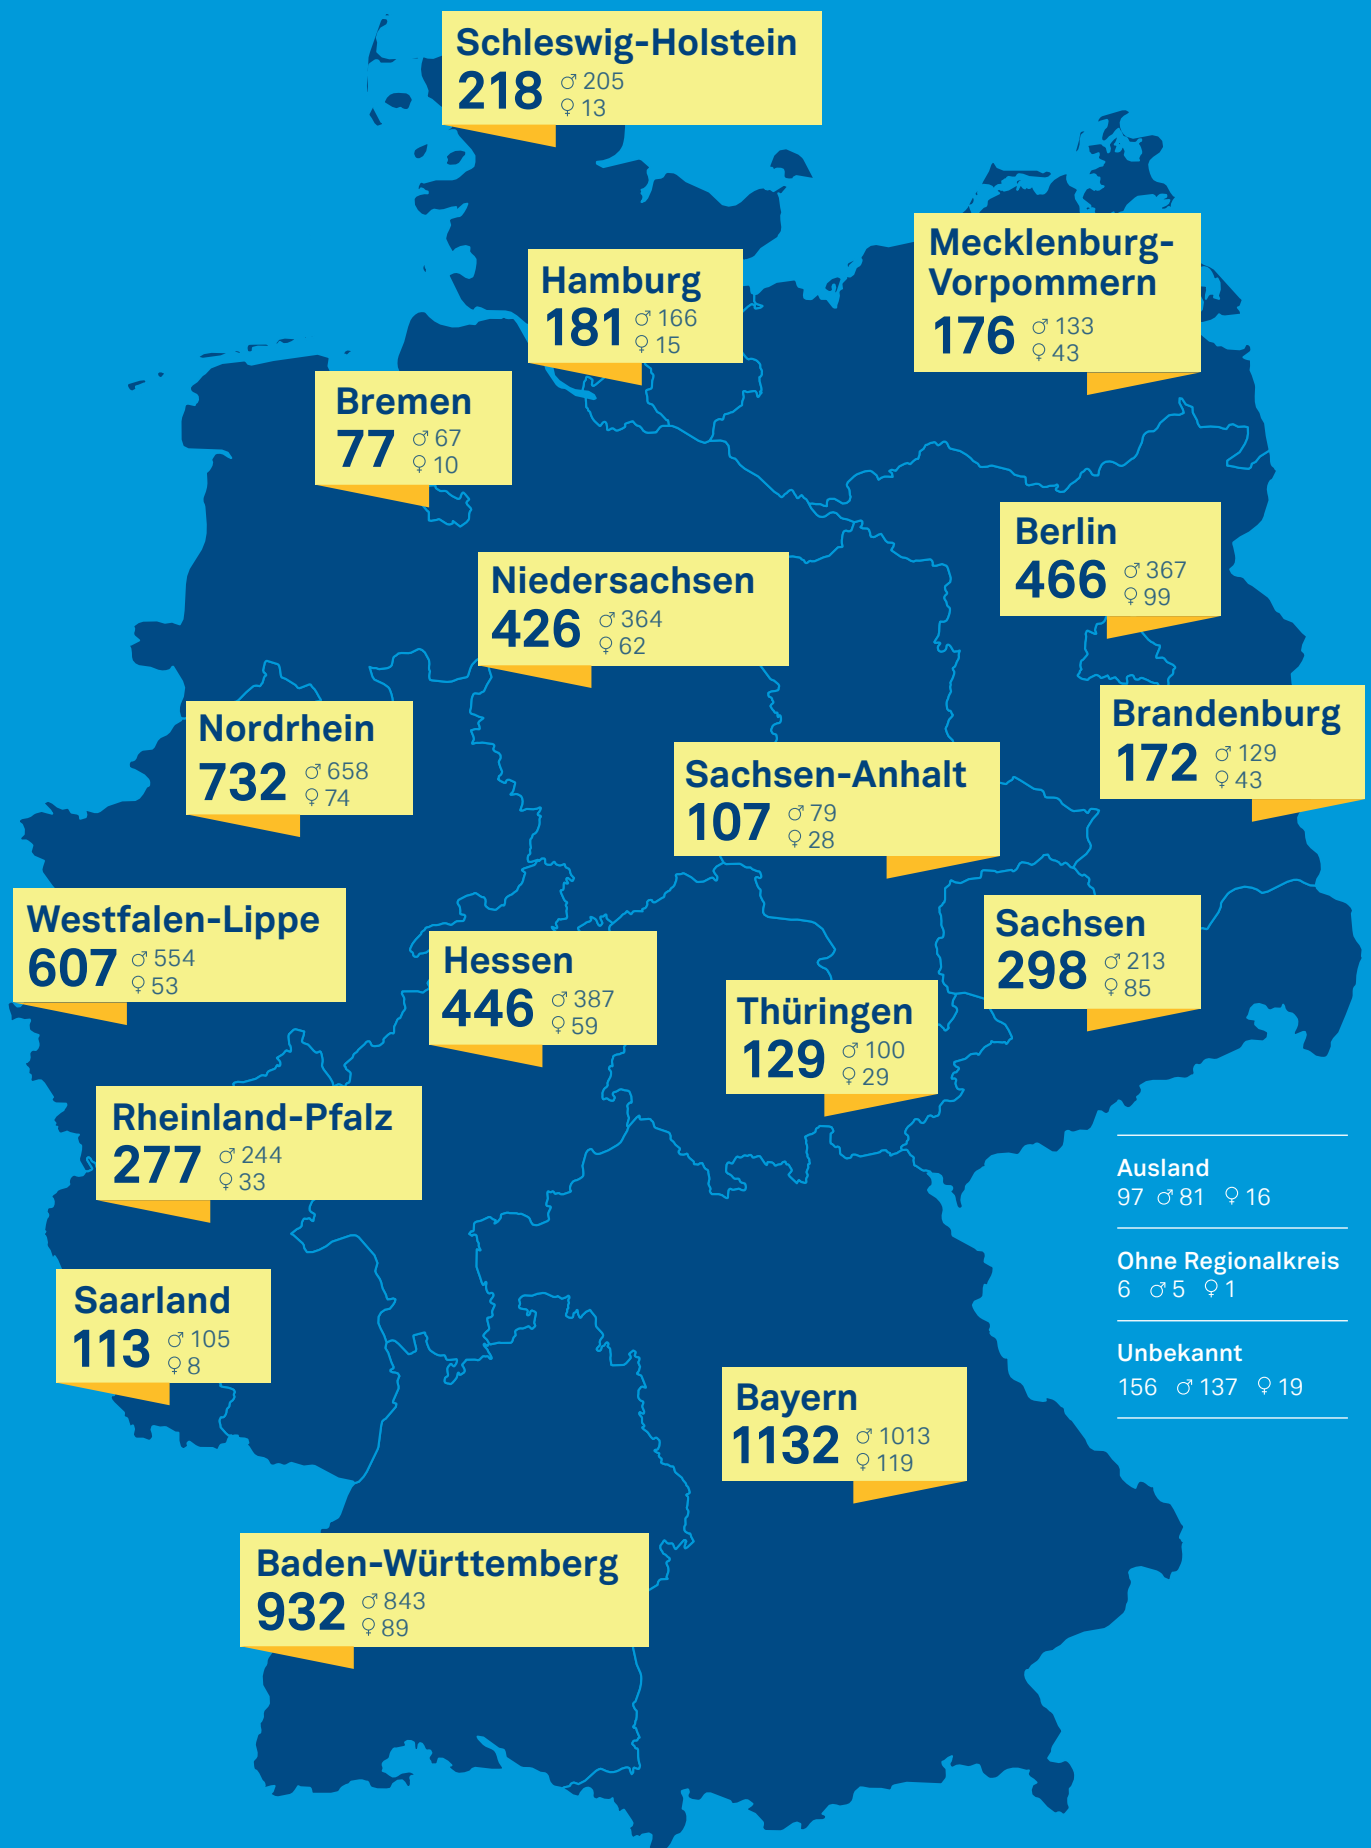 Schleswig-Holstein
218 ♂ 205
♀ 13
Mecklenburg-
Vorpommern
176 ♂ 133
♀ 43
Hamburg
181 ♂ 166
♀ 15
Bremen
77 ♂ 67
♀ 10
Berlin
466 ♂ 367
♀ 99
Niedersachsen
426 ♂ 364
♀ 62
Brandenburg
172 ♂ 129
♀ 43
Nordrhein
732 ♂ 658
♀ 74
Sachsen-Anhalt
107 ♂ 79
♀ 28
Westfalen-Lippe
607 ♂ 554
♀ 53
Sachsen
298 ♂ 213
♀ 85
Hessen
446 ♂ 387
♀ 59
Thüringen
129 ♂ 100
♀ 29
Rheinland-Pfalz
277 ♂ 244
♀ 33
Ausland
97 ♂ 81 ♀ 16
Ohne Regionalkreis
6 ♂ 5 ♀ 1
Unbekannt
156 ♂ 137 ♀ 19
Saarland
113 ♂ 105
♀ 8
Bayern
1132 ♂ 1013
♀ 119
Baden-Württemberg
932 ♂ 843
♀ 89